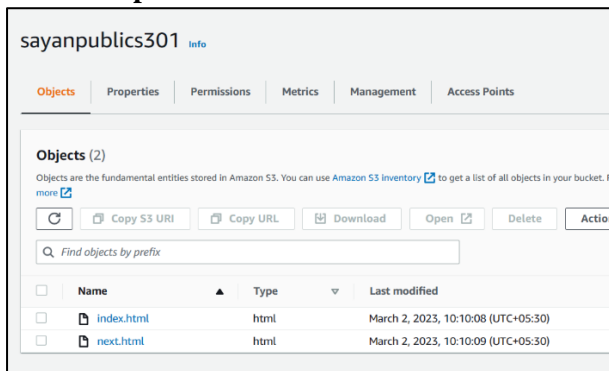 sayanpublics301 Info
Objects Properties Permissions Metrics Management Access Points
Objects (2)
Objects are the fundamental entities stored in Amazon S3. You can use Amazon S3 inventory to get a list of all objects in your bucket.
more
Copy S3 URI Copy URL Download Open Delete Actio
Find objects by prefix
Name Type Last modified
index.html html March 2, 2023, 10:10:08 (UTC+05:30)
next.html html March 2, 2023, 10:10:09 (UTC+05:30)